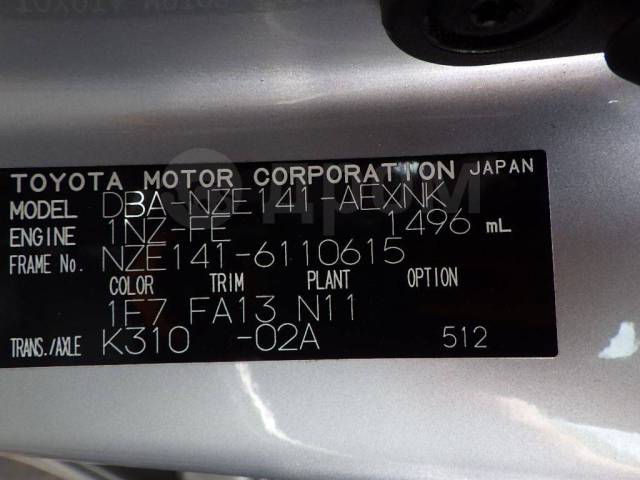 TOYOTA MOTOR CORPORATION JAPAN
MODEL DBA-NZE141-AEXNK
ENGINE 1NZ-FE 1496 mL
FRAME No. NZE141-6110615
COLOR TRIM PLANT OPTION
1E7 FA13 N11
TRANS./AXLE K310 -02A 512
ДРОМ